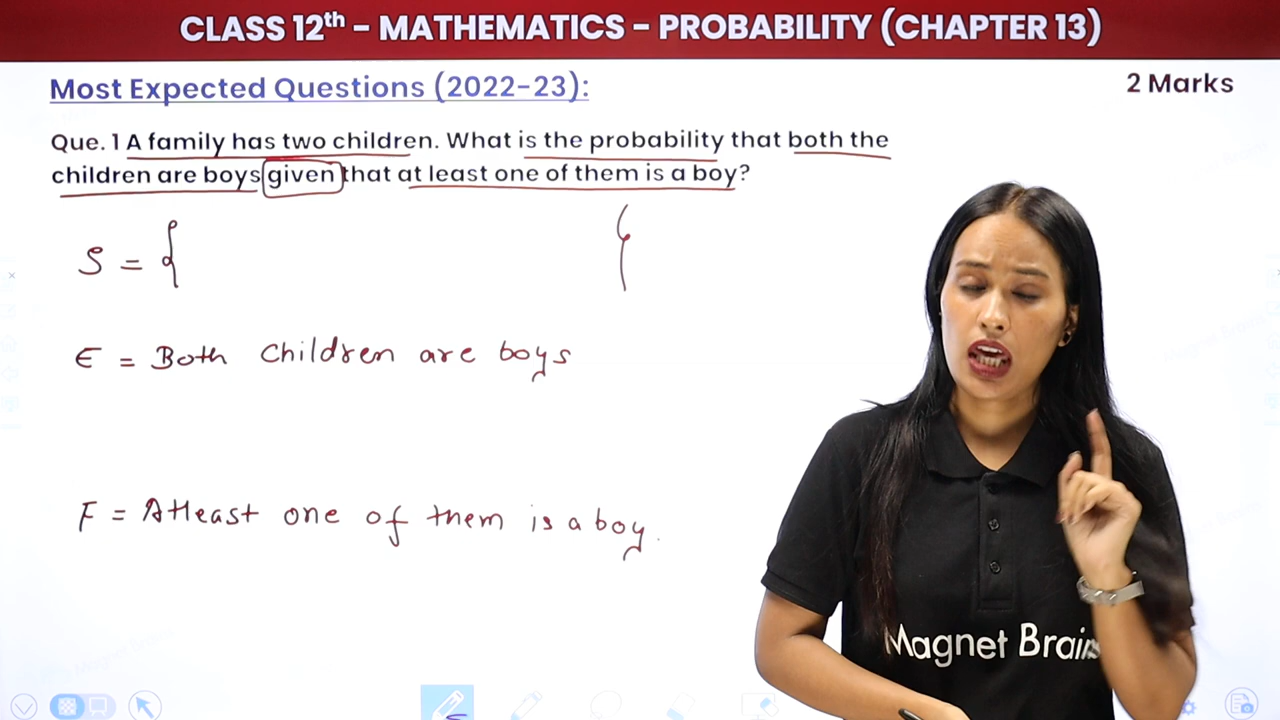 CLASS 12th – MATHEMATICS – PROBABILITY (CHAPTER 13)
Most Expected Questions (2022-23):
2 Marks
Que. 1 A family has two children. What is the probability that both the
children are boys given that at least one of them is a boy?
S = {                    }
E = Both children are boys
F = Atleast one of them is a boy.
Magnet Brains